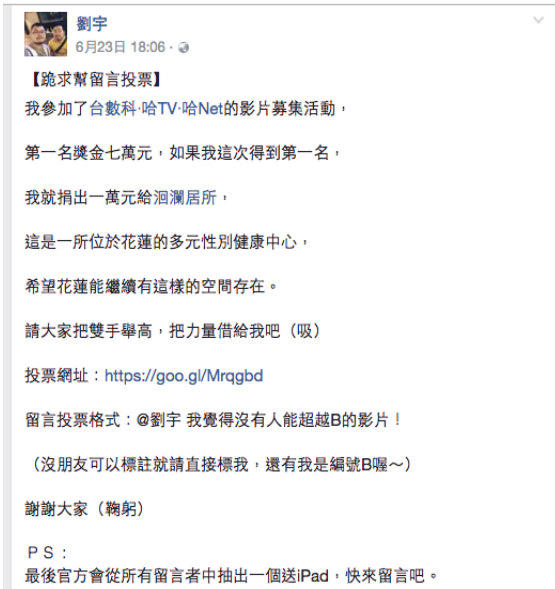 劉宇
6月23日 18:06 ·
【跪求幫留言投票】
我參加了台數科·哈TV·哈Net的影片募集活動，
第一名獎金七萬元，如果我這次得到第一名，
我就捐出一萬元給洄瀾居所，
這是一所位於花蓮的多元性別健康中心，
希望花蓮能繼續有這樣的空間存在。
請大家把雙手舉高，把力量借給我吧（吸）
投票網址：https://goo.gl/Mrqgbd
留言投票格式：@劉宇 我覺得沒有人能超越B的影片！
（沒朋友可以標註就請直接標我，還有我是編號B喔～）
謝謝大家（鞠躬）
ＰＳ：
最後官方會從所有留言者中抽出一個送iPad，快來留言吧。